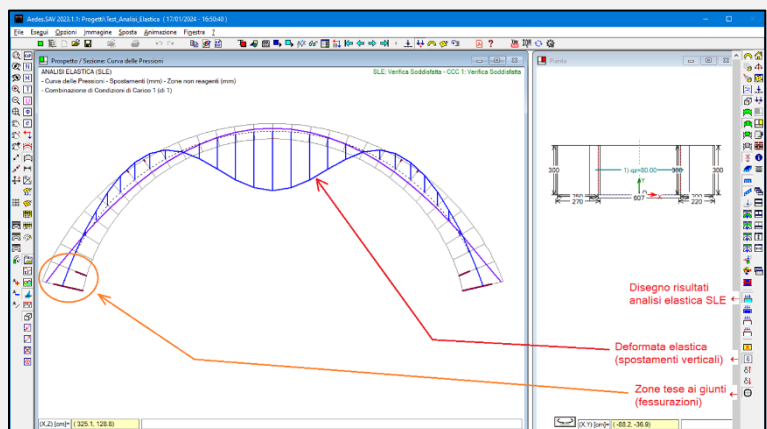 Aedes.SAV 2023.1.1: Progetti\Test_Analisi_Elastica ( 17/01/2024 - 16:50:40 )
File Esegui Opzioni Immagine Sposta Animazione Finestra ?
Prospetto / Sezione: Curva delle Pressioni
ANALISI ELASTICA (SLE)
SLE: Verifica Soddisfatta - CCC 1: Verifica Soddisfatta
- Curva delle Pressioni - Spostamenti (mm) - Zone non reagenti (mm)
- Combinazione di Condizioni di Carico 1 (di 1)
Pianta
300
1) qz=80.00
300
300
270
607
220
Disegno risultati
analisi elastica SLE
Deformata elastica
(spostamenti verticali)
Zone tese ai giunti
(fessurazioni)
(X,Z) [cm]= ( 325.1, 128.8)
(X,Y) [cm]= ( -88.2, -36.9)